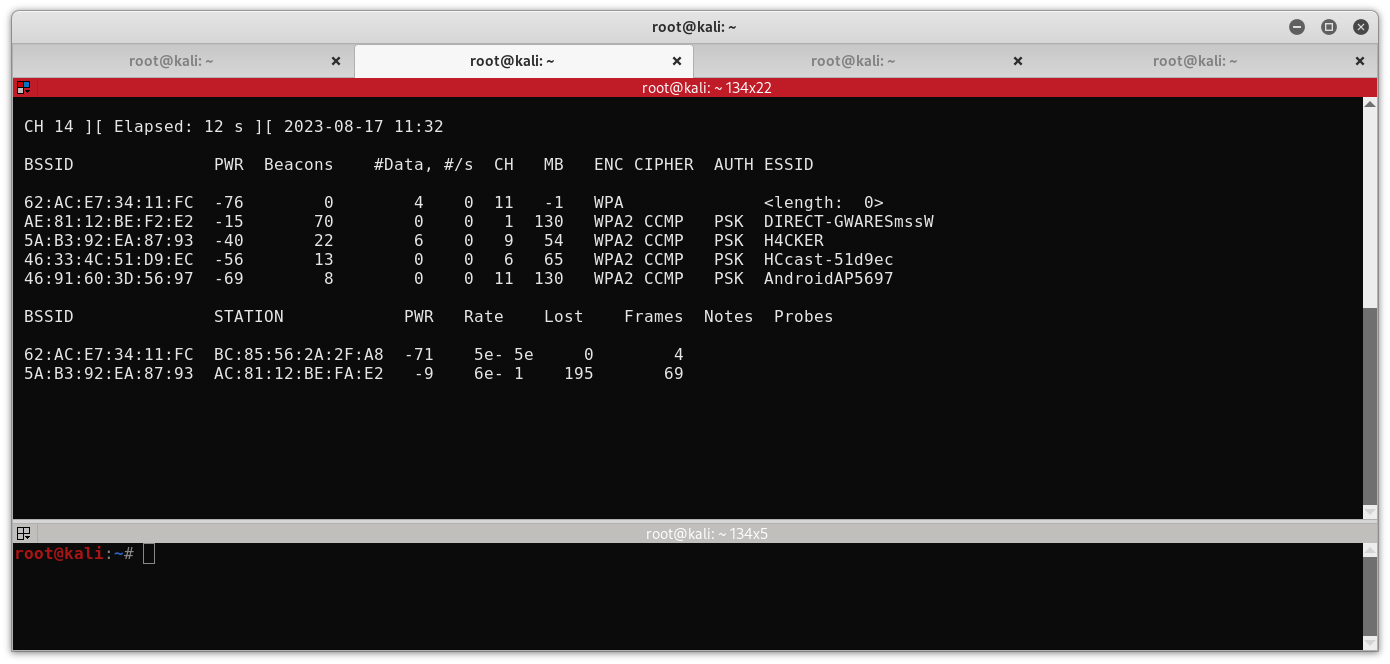 root@kali: ~
root@kali: ~ root@kali: ~ root@kali: ~ root@kali: ~
root@kali: ~ 134x22
CH 14 ][ Elapsed: 12 s ][ 2023-08-17 11:32
BSSID PWR Beacons #Data, #/s CH MB ENC CIPHER AUTH ESSID
62:AC:E7:34:11:FC -76 0 4 0 11 -1 WPA <length: 0>
AE:81:12:BE:F2:E2 -15 70 0 0 1 130 WPA2 CCMP PSK DIRECT-GWARESmssW
5A:B3:92:EA:87:93 -40 22 6 0 9 54 WPA2 CCMP PSK H4CKER
46:33:4C:51:D9:EC -56 13 0 0 6 65 WPA2 CCMP PSK HCcast-51d9ec
46:91:60:3D:56:97 -69 8 0 0 11 130 WPA2 CCMP PSK AndroidAP5697
BSSID STATION PWR Rate Lost Frames Notes Probes
62:AC:E7:34:11:FC BC:85:56:2A:2F:A8 -71 5e- 5e 0 4
5A:B3:92:EA:87:93 AC:81:12:BE:FA:E2 -9 6e- 1 195 69
root@kali: ~ 134x5
root@kali:~#